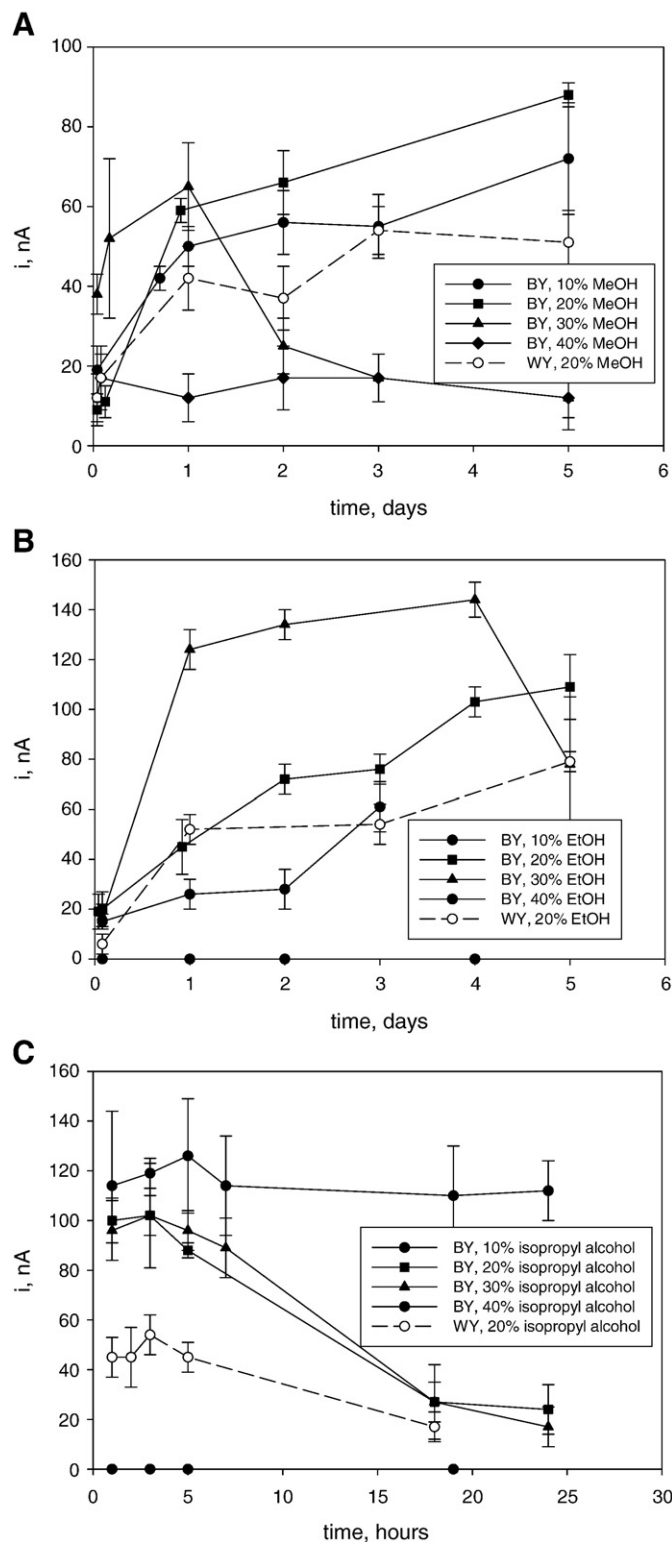 A
100
80
60
40
20
0
i, nA
BY, 10% MeOH
BY, 20% MeOH
BY, 30% MeOH
BY, 40% MeOH
WY, 20% MeOH
0 1 2 3 4 5 6
time, days
B
160
140
120
100
80
60
40
20
0
i, nA
BY, 10% EtOH
BY, 20% EtOH
BY, 30% EtOH
BY, 40% EtOH
WY, 20% EtOH
0 1 2 3 4 5 6
time, days
C
160
140
120
100
80
60
40
20
0
i, nA
BY, 10% isopropyl alcohol
BY, 20% isopropyl alcohol
BY, 30% isopropyl alcohol
BY, 40% isopropyl alcohol
WY, 20% isopropyl alcohol
0 5 10 15 20 25 30
time, hours